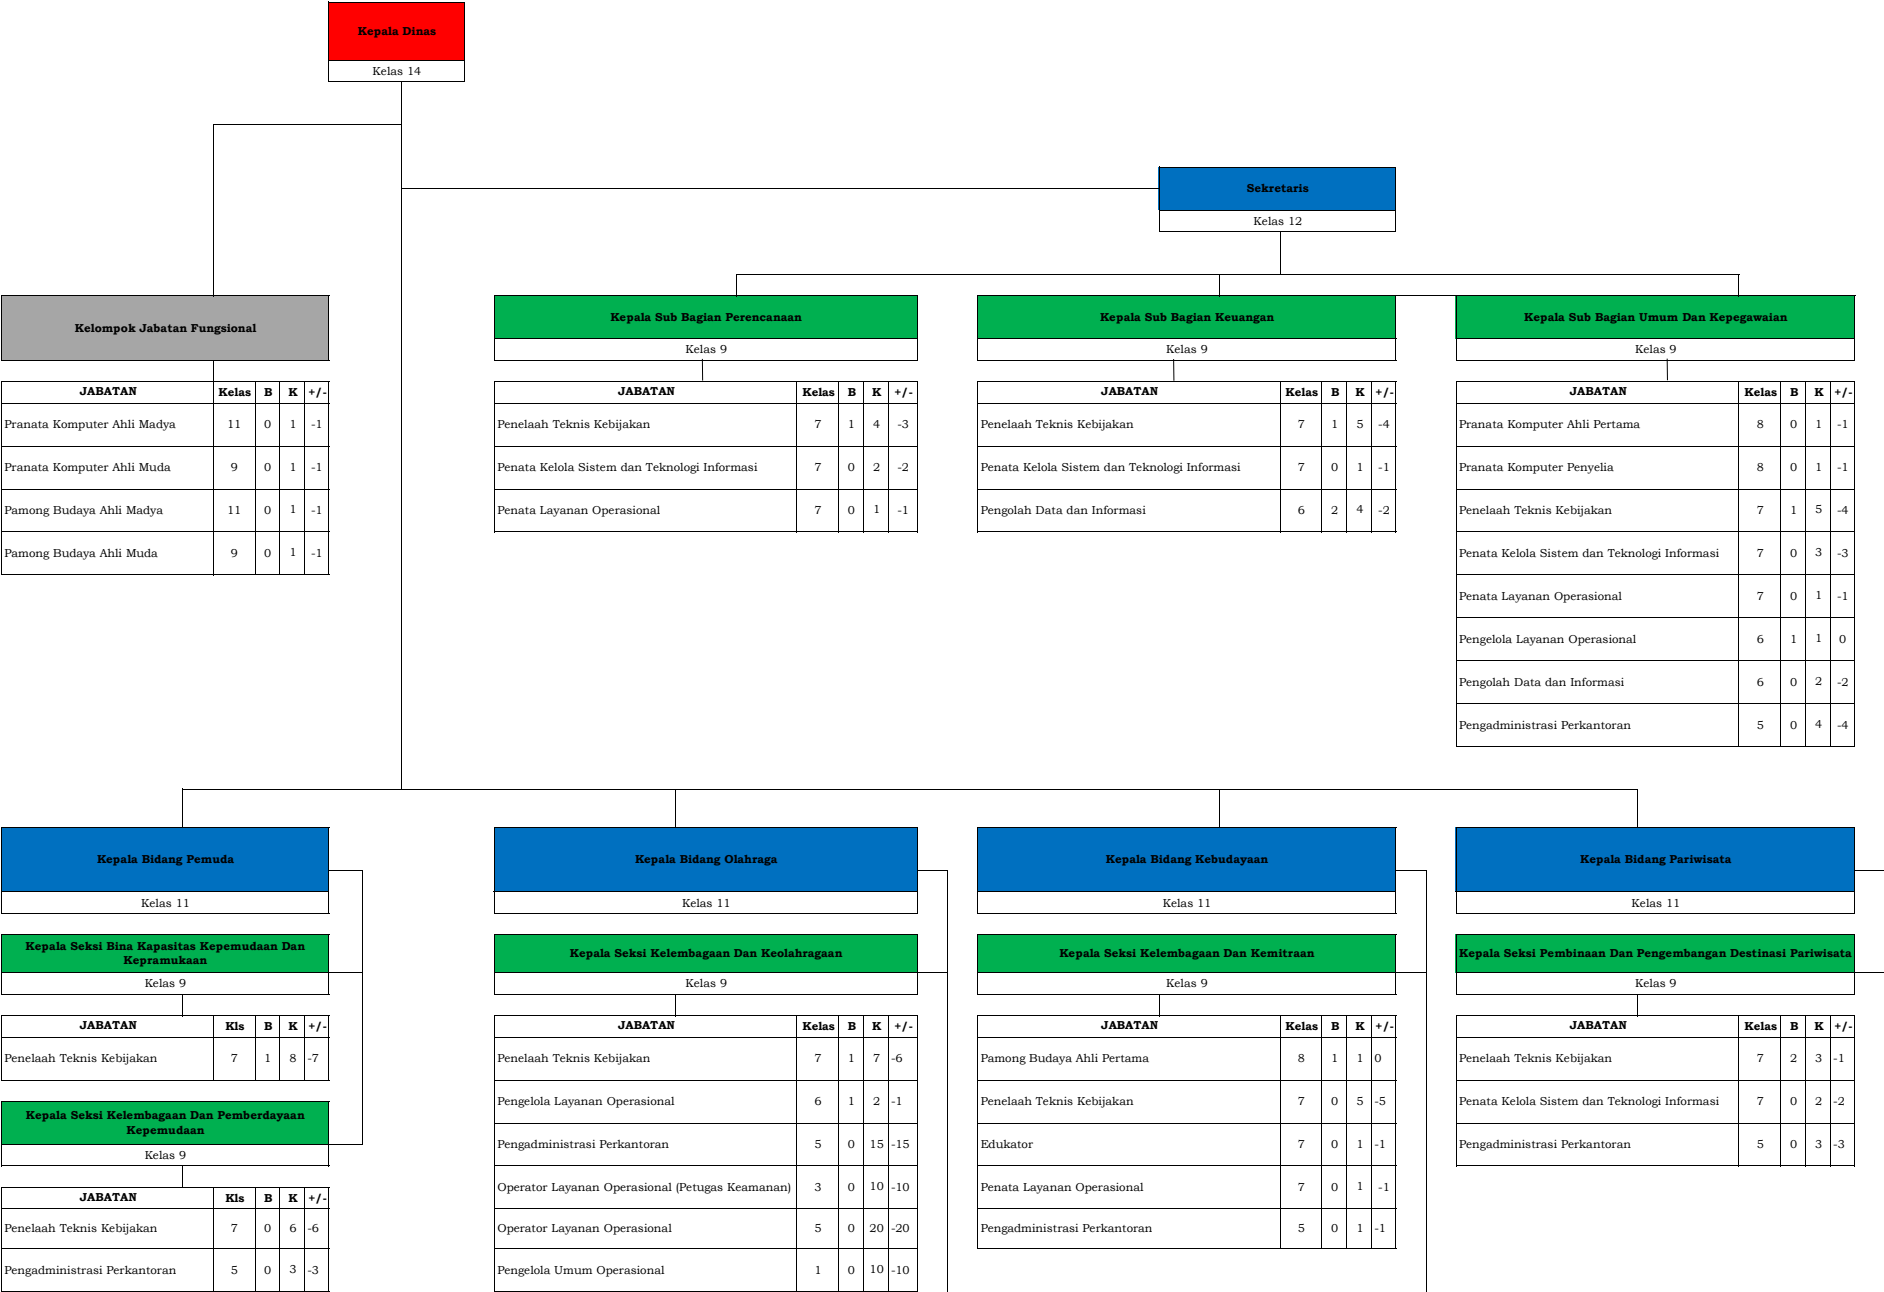 Kepala Dinas
Kelas 14
Sekretaris
Kelas 12
Kelompok Jabatan Fungsional
JABATAN Kelas B K +/-
Pranata Komputer Ahli Madya 11 0 1 -1
Pranata Komputer Ahli Muda 9 0 1 -1
Pamong Budaya Ahli Madya 11 0 1 -1
Pamong Budaya Ahli Muda 9 0 1 -1
Kepala Sub Bagian Perencanaan
Kelas 9
JABATAN Kelas B K +/-
Penelaah Teknis Kebijakan 7 1 4 -3
Penata Kelola Sistem dan Teknologi Informasi 7 0 2 -2
Penata Layanan Operasional 7 0 1 -1
Kepala Sub Bagian Keuangan
Kelas 9
JABATAN Kelas B K +/-
Penelaah Teknis Kebijakan 7 1 5 -4
Penata Kelola Sistem dan Teknologi Informasi 7 0 1 -1
Pengolah Data dan Informasi 6 2 4 -2
Kepala Sub Bagian Umum Dan Kepegawaian
Kelas 9
JABATAN Kelas B K +/-
Pranata Komputer Ahli Pertama 8 0 1 -1
Pranata Komputer Penyelia 8 0 1 -1
Penelaah Teknis Kebijakan 7 1 5 -4
Penata Kelola Sistem dan Teknologi Informasi 7 0 3 -3
Penata Layanan Operasional 7 0 1 -1
Pengelola Layanan Operasional 6 1 1 0
Pengolah Data dan Informasi 6 0 2 -2
Pengadministrasi Perkantoran 5 0 4 -4
Kepala Bidang Pemuda
Kelas 11
Kepala Seksi Bina Kapasitas Kepemudaan Dan
Kepramukaan
Kelas 9
JABATAN Kls B K +/-
Penelaah Teknis Kebijakan 7 1 8 -7
Kepala Seksi Kelembagaan Dan Pemberdayaan
Kepemudaan
Kelas 9
JABATAN Kls B K +/-
Penelaah Teknis Kebijakan 7 0 6 -6
Pengadministrasi Perkantoran 5 0 3 -3
Kepala Bidang Olahraga
Kelas 11
Kepala Seksi Kelembagaan Dan Keolahragaan
Kelas 9
JABATAN Kelas B K +/-
Penelaah Teknis Kebijakan 7 1 7 -6
Pengelola Layanan Operasional 6 1 2 -1
Pengadministrasi Perkantoran 5 0 15 -15
Operator Layanan Operasional (Petugas Keamanan) 3 0 10 -10
Operator Layanan Operasional 5 0 20 -20
Pengelola Umum Operasional 1 0 10 -10
Kepala Bidang Kebudayaan
Kelas 11
Kepala Seksi Kelembagaan Dan Kemitraan
Kelas 9
JABATAN Kelas B K +/-
Pamong Budaya Ahli Pertama 8 1 1 0
Penelaah Teknis Kebijakan 7 0 5 -5
Edukator 7 0 1 -1
Penata Layanan Operasional 7 0 1 -1
Pengadministrasi Perkantoran 5 0 1 -1
Kepala Bidang Pariwisata
Kelas 11
Kepala Seksi Pembinaan Dan Pengembangan Destinasi Pariwisata
Kelas 9
JABATAN Kelas B K +/-
Penelaah Teknis Kebijakan 7 2 3 -1
Penata Kelola Sistem dan Teknologi Informasi 7 0 2 -2
Pengadministrasi Perkantoran 5 0 3 -3